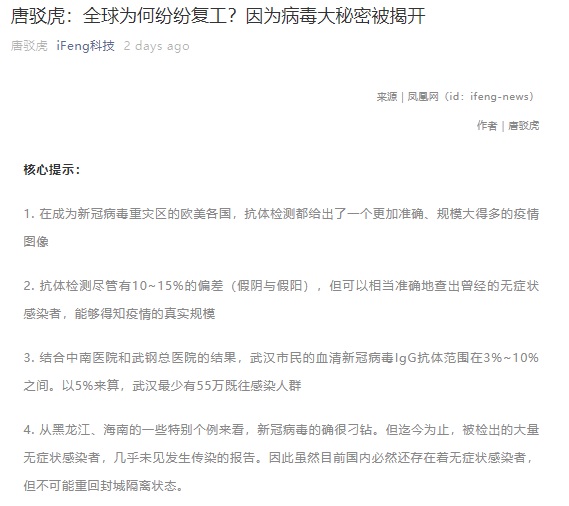 唐驳虎：全球为何纷纷复工？因为病毒大秘密被揭开
唐驳虎 iFeng科技 2 days ago
来源 | 凤凰网（id：ifeng-news）
作者 | 唐驳虎
核心提示：
1. 在成为新冠病毒重灾区的欧美各国，抗体检测都给出了一个更加准确、规模大得多的疫情
图像
2. 抗体检测尽管有10~15%的偏差（假阴与假阳），但可以相当准确地查出曾经的无症状
感染者，能够得知疫情的真实规模
3. 结合中南医院和武钢总医院的结果，武汉市民的血清新冠病毒IgG抗体范围在3%~10%
之间。以5%来算，武汉最少有55万既往感染人群
4. 从黑龙江、海南的一些特别个例来看，新冠病毒的确很刁钻。但迄今为止，被检出的大量
无症状感染者，几乎未见发生传染的报告。因此虽然目前国内必然还存在着无症状感染者，
但不可能重回封城隔离状态。